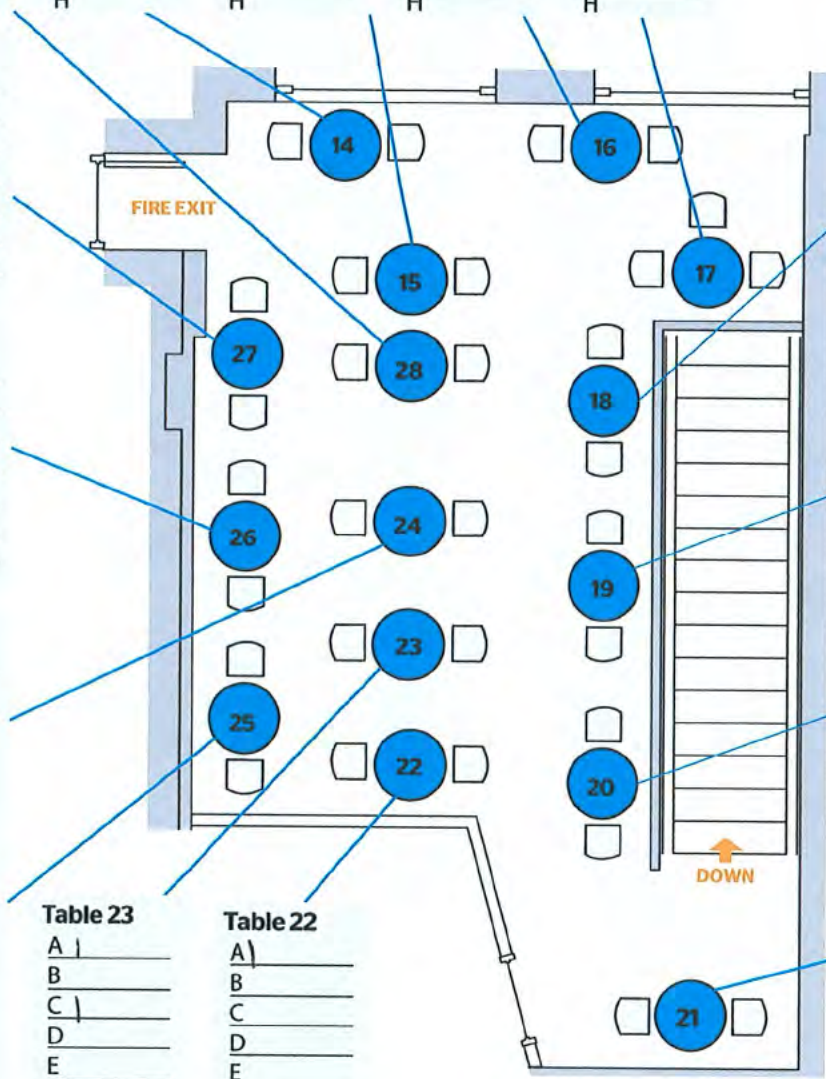 H H H H
14 16
FIRE EXIT
15 17
27 28 18
26 24 19
23
25 22 20
DOWN
Table 23 Table 22
A | A |
B B
C | C
D D
E E
21